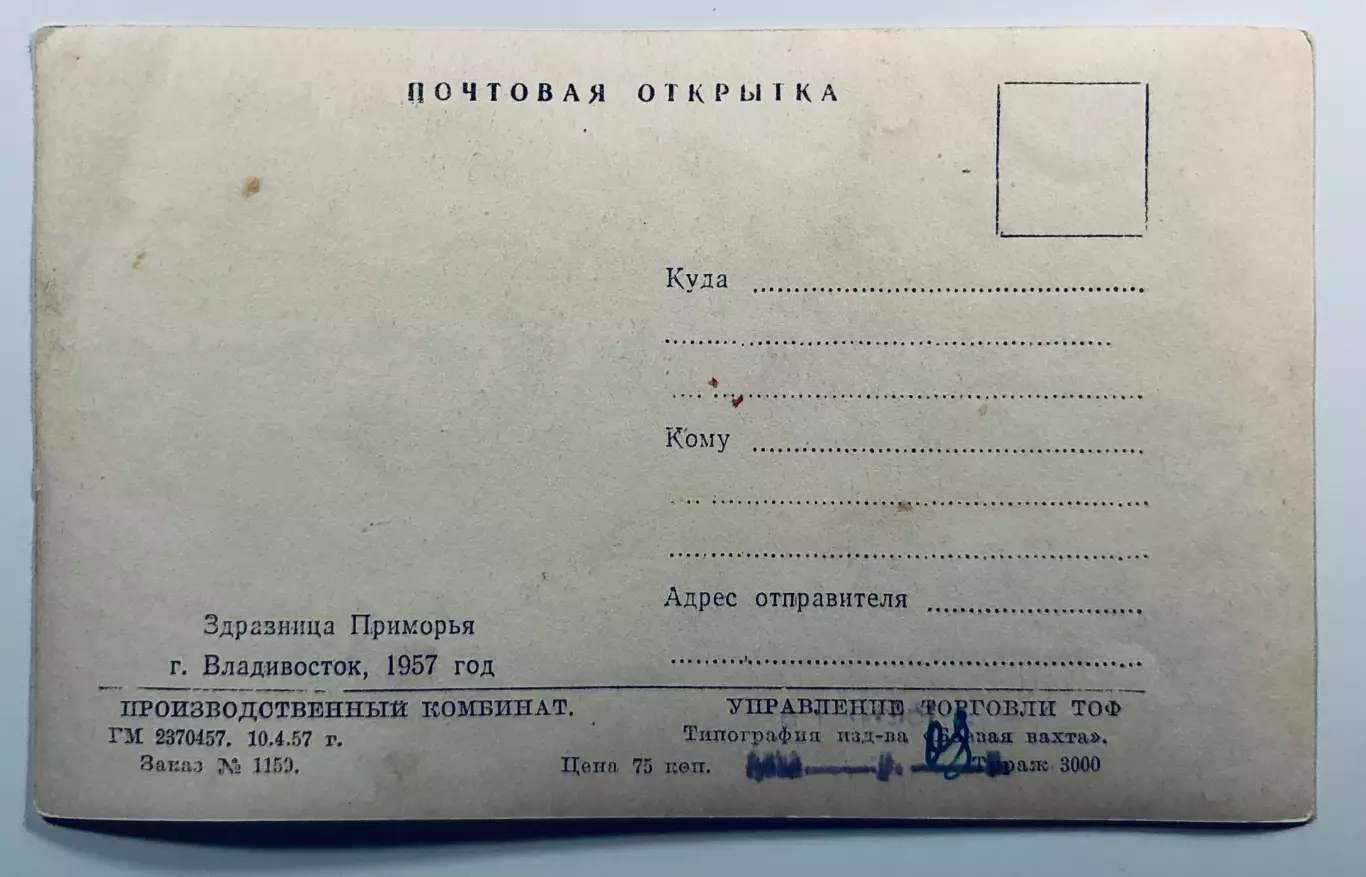 ПОЧТОВАЯ ОТКРЫТКА
Куда
Кому
Адрес отправителя
Здразница Приморья
г. Владивосток, 1957 год
ПРОИЗВОДСТВЕННЫЙ КОМБИНАТ. УПРАВЛЕНИЕ ТОРГОВЛИ ТОФ
ГМ 2370457. 10.4.57 г. Типография изд-ва «Боевая вахта».
Заказ № 1159. Цена 75 коп. Тираж 3000